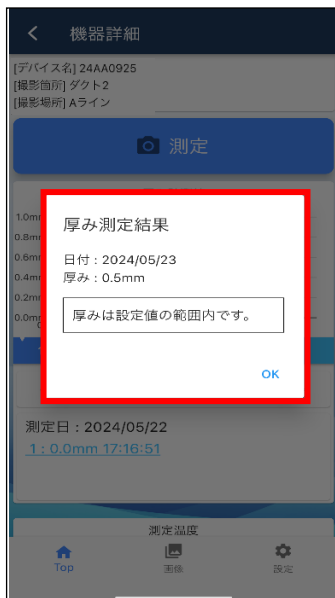 機器詳細
[デバイス名] 24AA0925
[撮影箇所] ダクト2
[撮影場所] Aライン
測定
1.0mm
0.8mm
0.6mm
0.4mm
0.2mm
0.0mm
厚み測定結果
日付：2024/05/23
厚み：0.5mm
厚みは設定値の範囲内です。
OK
測定日：2024/05/22
1：0.0mm 17:16:51
測定温度
Top
画像
設定